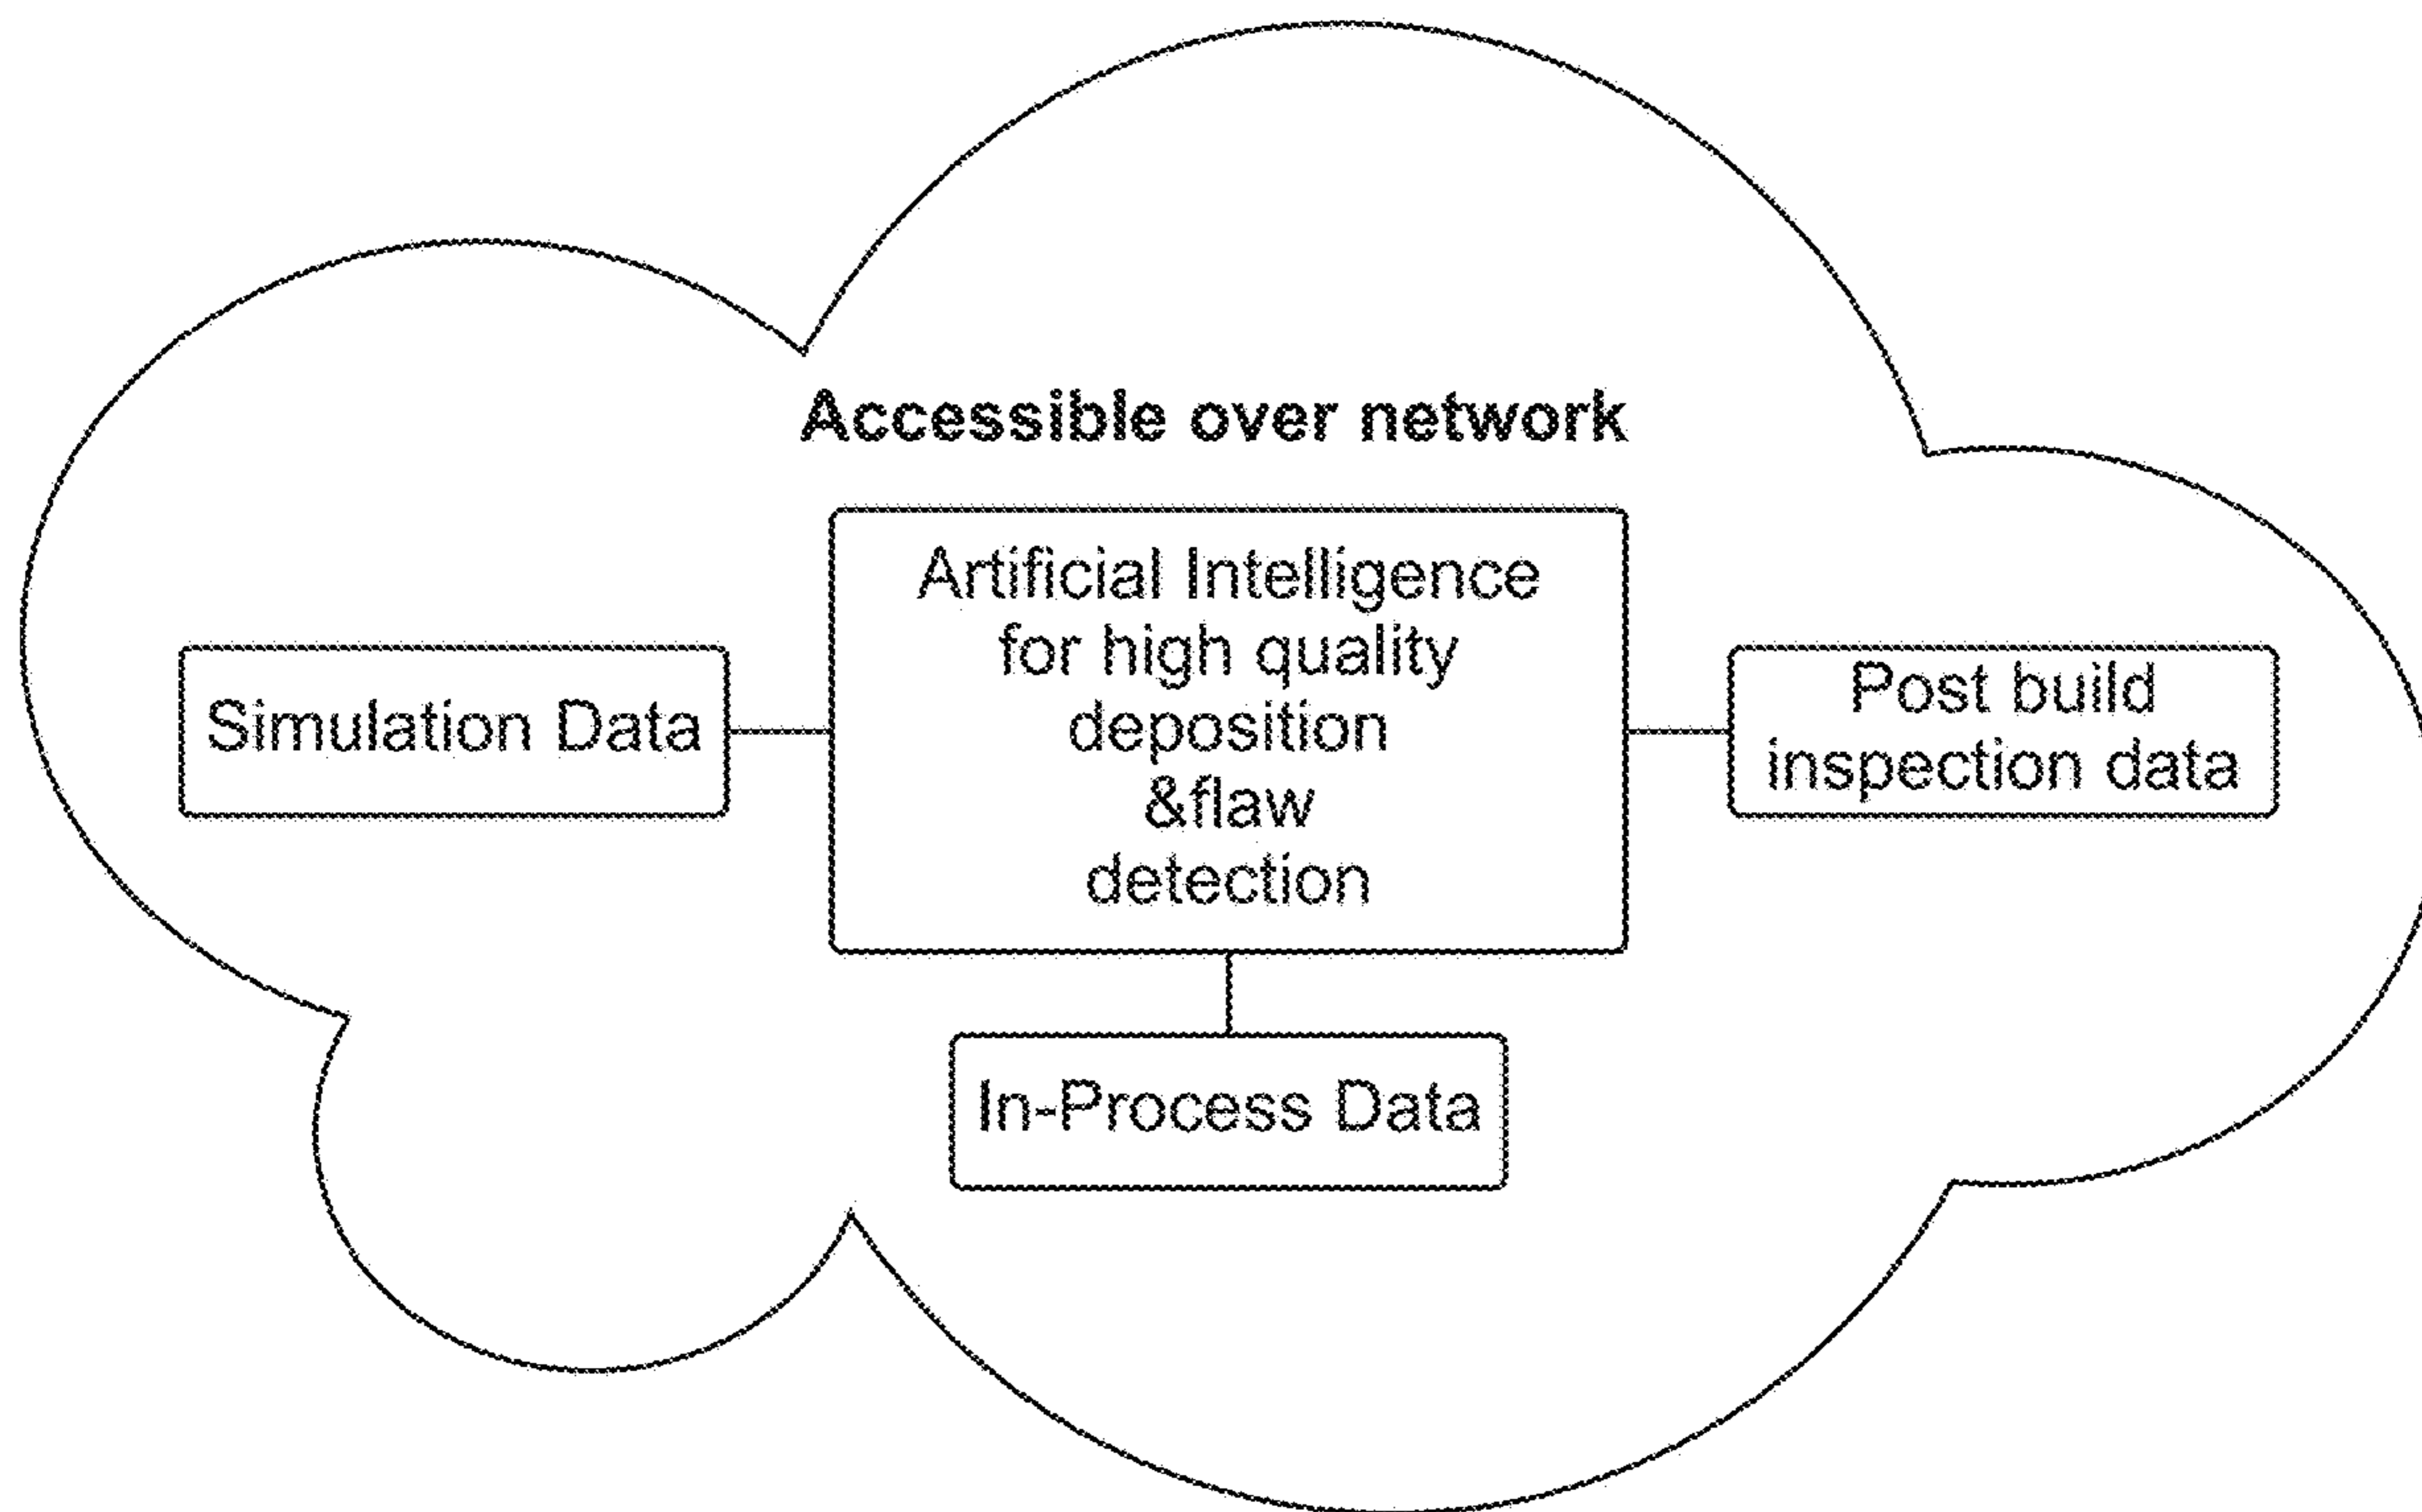 Accessible over network
Artificial Intelligence
for high quality
deposition
&flaw
detection
Simulation Data
Post build
inspection data
In-Process Data